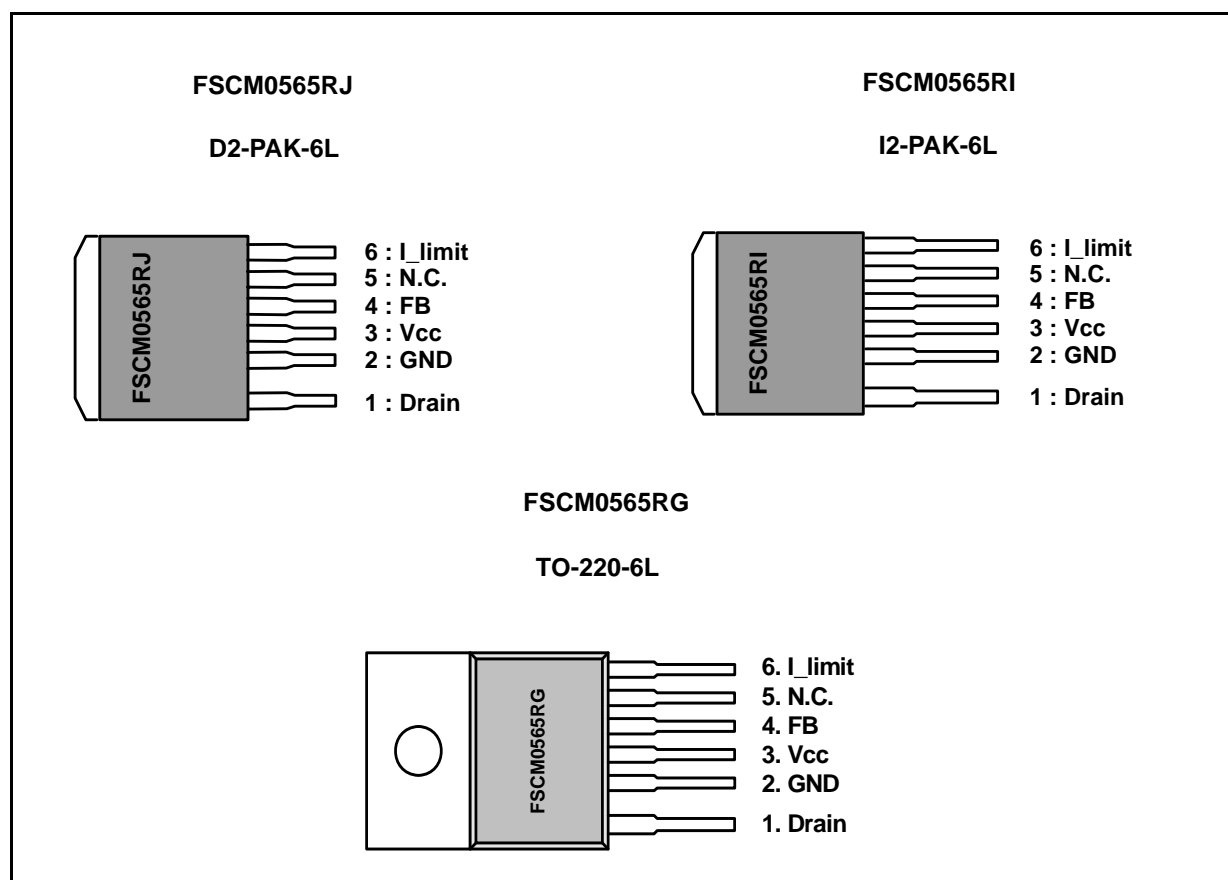 FSCM0565RJ
D2-PAK-6L
FSCM0565RJ
6 : I_limit
5 : N.C.
4 : FB
3 : Vcc
2 : GND
1 : Drain
FSCM0565RI
I2-PAK-6L
FSCM0565RI
6 : I_limit
5 : N.C.
4 : FB
3 : Vcc
2 : GND
1 : Drain
FSCM0565RG
TO-220-6L
FSCM0565RG
6. I_limit
5. N.C.
4. FB
3. Vcc
2. GND
1. Drain